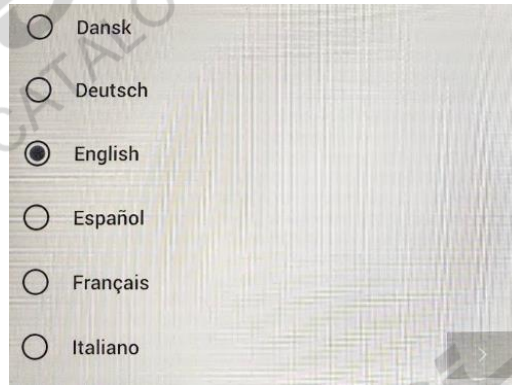 Dansk
Deutsch
English
Español
Français
Italiano